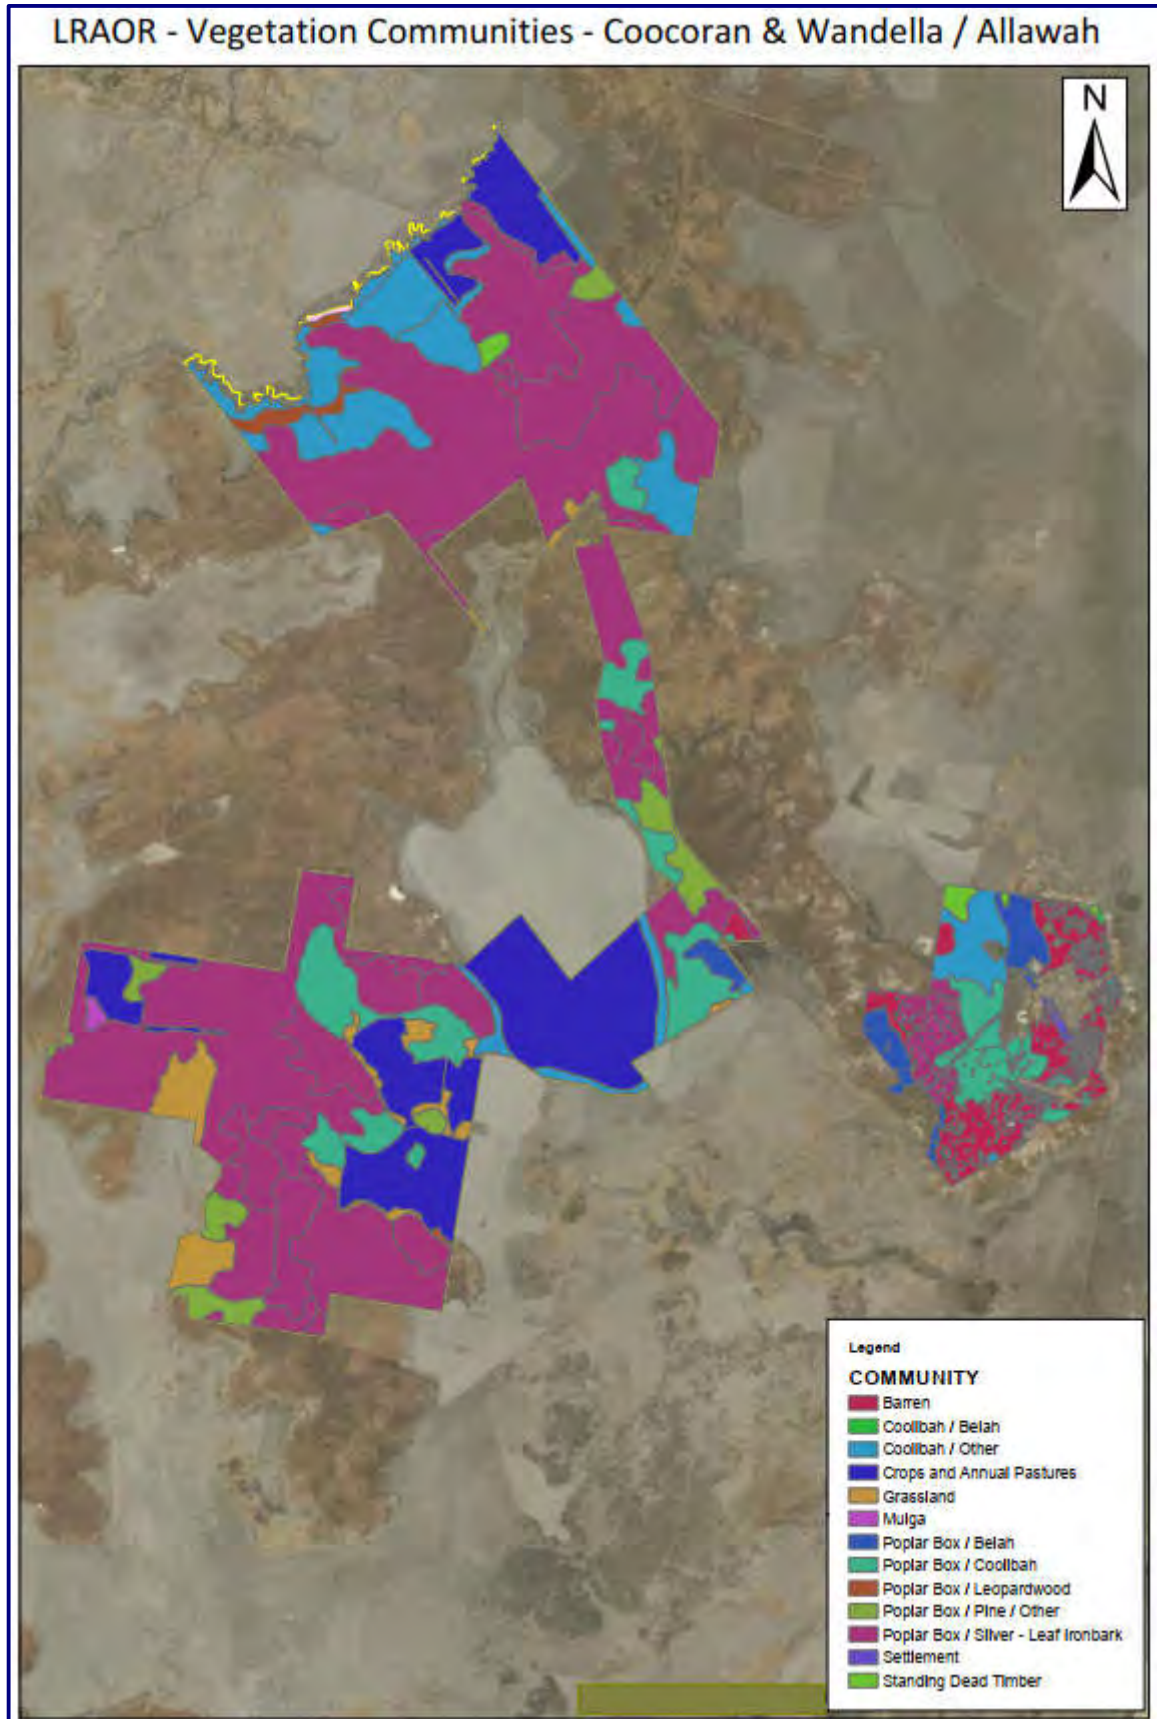 LRAOR - Vegetation Communities - Coocoran & Wandella / Allawah
N
Legend
COMMUNITY
Barren
Coolibah / Belah
Coolibah / Other
Crops and Annual Pastures
Grassland
Mulga
Poplar Box / Belah
Poplar Box / Coolibah
Poplar Box / Leopardwood
Poplar Box / Pine / Other
Poplar Box / Silver - Leaf Ironbark
Settlement
Standing Dead Timber